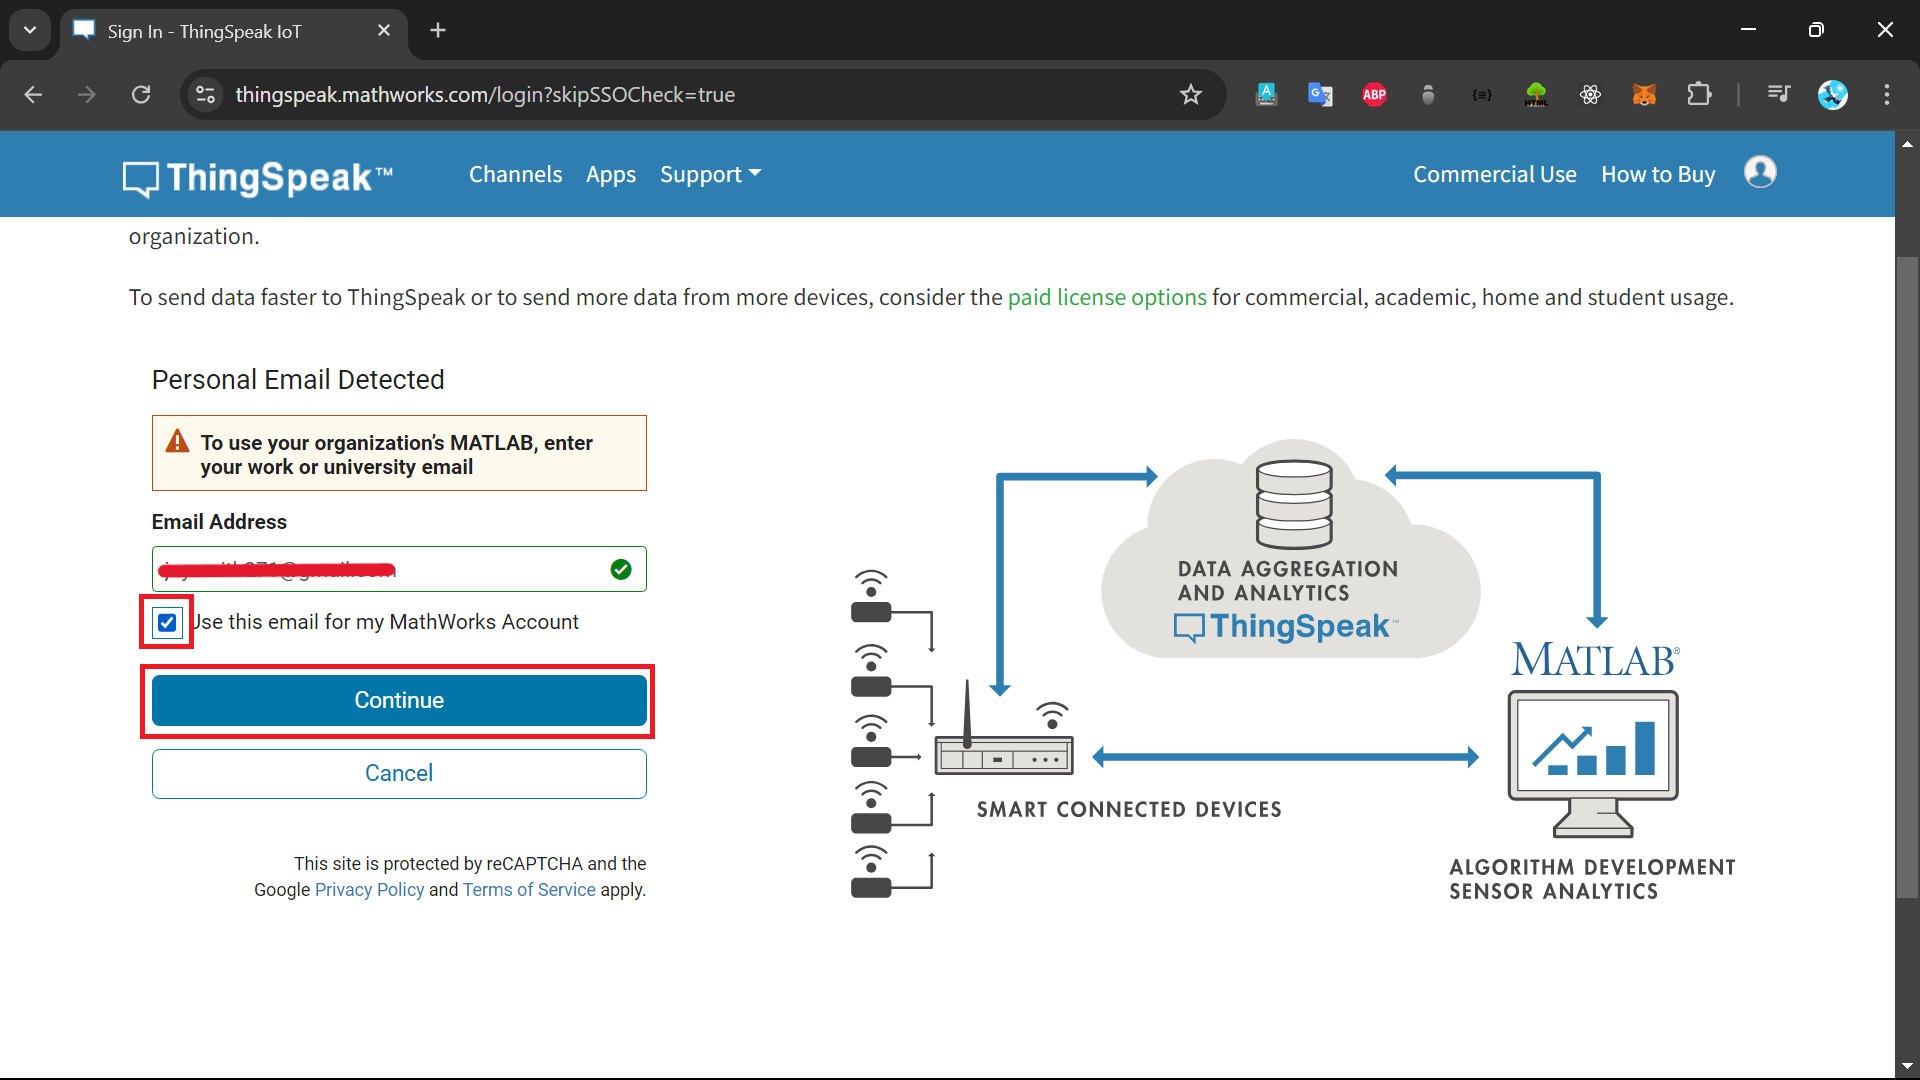 Sign In - ThingSpeak IoT
thingspeak.mathworks.com/login?skipSSOCheck=true
ABP
HTML
ThingSpeak™
Channels Apps Support
Commercial Use How to Buy
organization.
To send data faster to ThingSpeak or to send more data from more devices, consider the paid license options for commercial, academic, home and student usage.
Personal Email Detected
To use your organization’s MATLAB, enter
your work or university email
Email Address
Use this email for my MathWorks Account
Continue
Cancel
This site is protected by reCAPTCHA and the
Google Privacy Policy and Terms of Service apply.
DATA AGGREGATION
AND ANALYTICS
ThingSpeak™
SMART CONNECTED DEVICES
MATLAB®
ALGORITHM DEVELOPMENT
SENSOR ANALYTICS